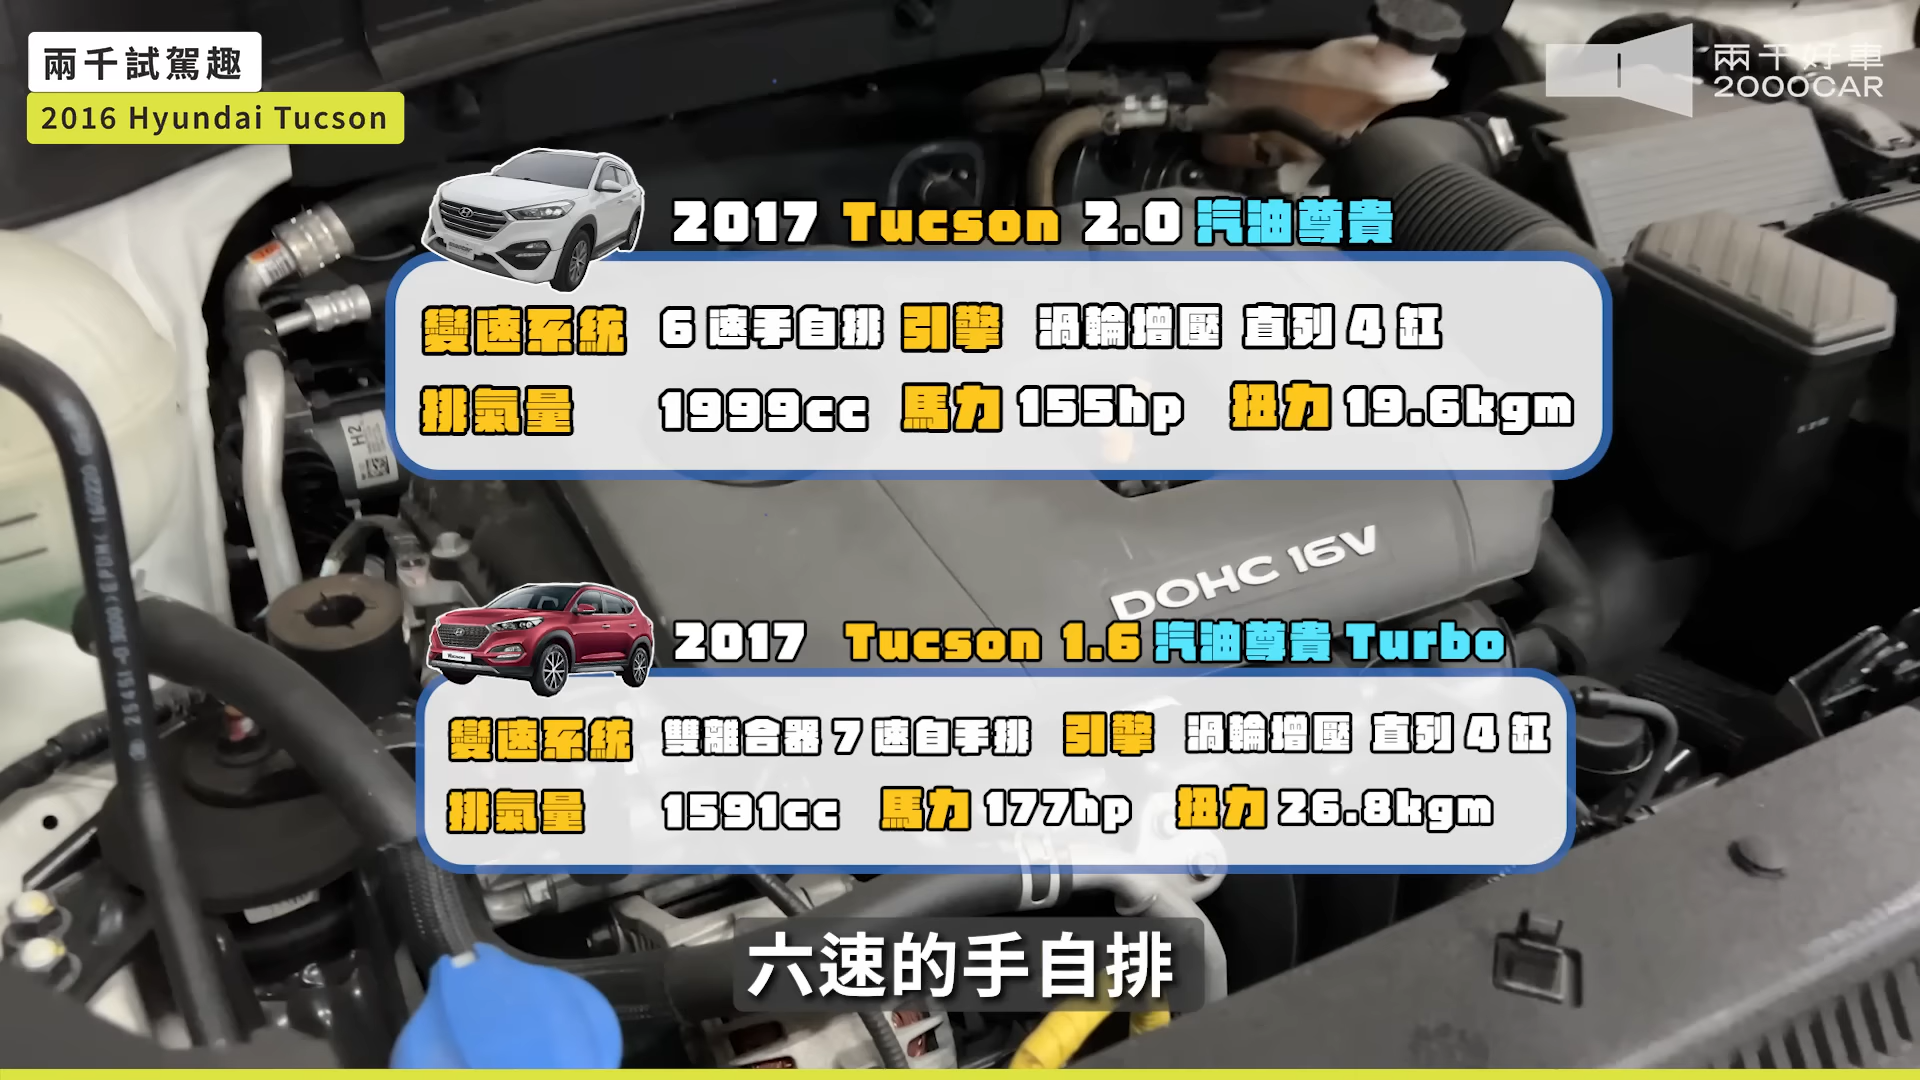 兩千試駕趣
2016 Hyundai Tucson
兩千好車
2000CAR
2017 Tucson 2.0 汽油尊貴
變速系統 6 速手自排 引擎 渦輪增壓 直列 4 缸
排氣量 1999cc 馬力 155hp 扭力 19.6kgm
H2
DOHC 16V
2017 Tucson 1.6 汽油尊貴 Turbo
變速系統 雙離合器 7 速自手排 引擎 渦輪增壓 直列 4 缸
排氣量 1591cc 馬力 177hp 扭力 26.8kgm
六速的手自排